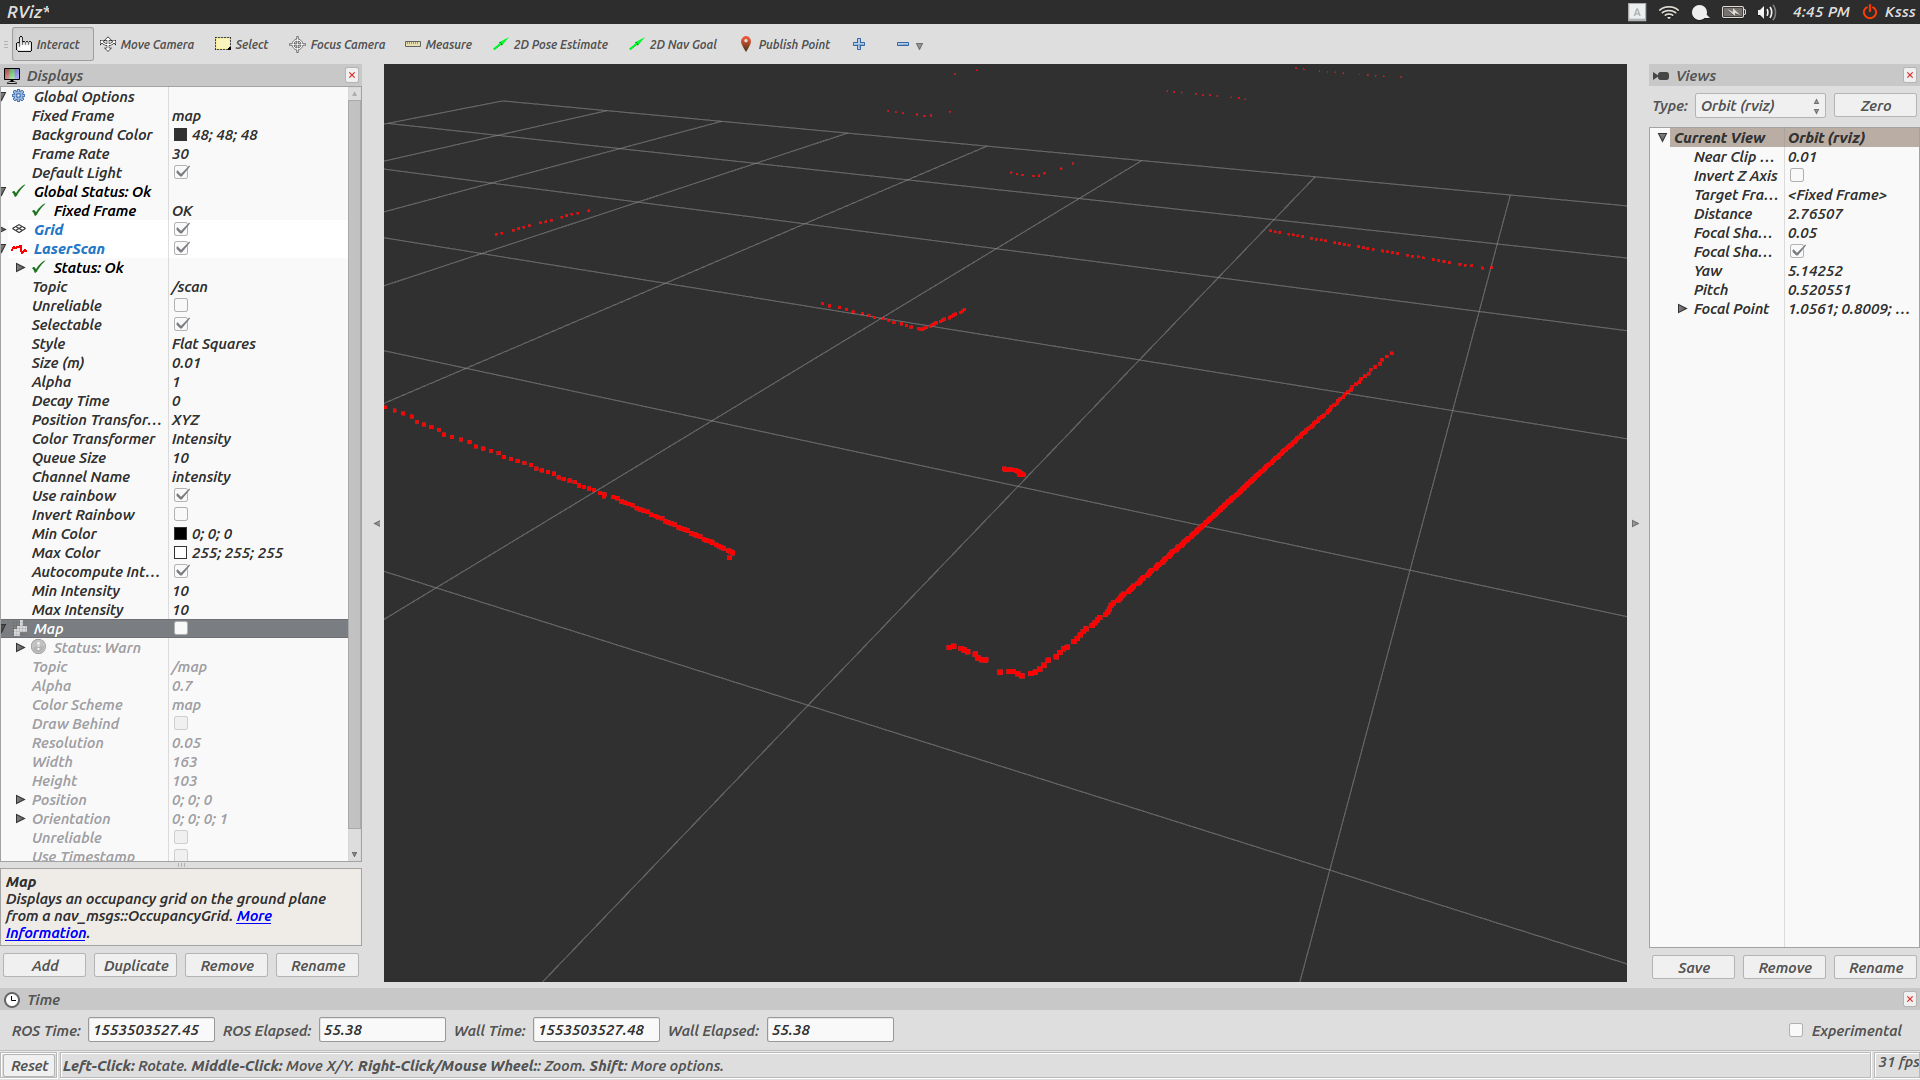 RViz*
A
4:45 PM
Ksss
Interact
Move Camera
Select
Focus Camera
Measure
2D Pose Estimate
2D Nav Goal
Publish Point
Displays
Global Options
Fixed Frame map
Background Color 48; 48; 48
Frame Rate 30
Default Light
Global Status: Ok
Fixed Frame OK
Grid
LaserScan
Status: Ok
Topic /scan
Unreliable
Selectable
Style Flat Squares
Size (m) 0.01
Alpha 1
Decay Time 0
Position Transfor... XYZ
Color Transformer Intensity
Queue Size 10
Channel Name intensity
Use rainbow
Invert Rainbow
Min Color 0; 0; 0
Max Color 255; 255; 255
Autocompute Int...
Min Intensity 10
Max Intensity 10
Map
Status: Warn
Topic /map
Alpha 0.7
Color Scheme map
Draw Behind
Resolution 0.05
Width 163
Height 103
Position 0; 0; 0
Orientation 0; 0; 0; 1
Unreliable
Use Timestamp
Map
Displays an occupancy grid on the ground plane
from a nav_msgs::OccupancyGrid. More
Information.
Add Duplicate Remove Rename
Views
Type: Orbit (rviz) Zero
Current View Orbit (rviz)
Near Clip ... 0.01
Invert Z Axis
Target Fra... <Fixed Frame>
Distance 2.76507
Focal Sha... 0.05
Focal Sha...
Yaw 5.14252
Pitch 0.520551
Focal Point 1.0561; 0.8009; ...
Save Remove Rename
Time
ROS Time: 1553503527.45 ROS Elapsed: 55.38 Wall Time: 1553503527.48 Wall Elapsed: 55.38 Experimental
Reset Left-Click: Rotate. Middle-Click: Move X/Y. Right-Click/Mouse Wheel:: Zoom. Shift: More options. 31 fps